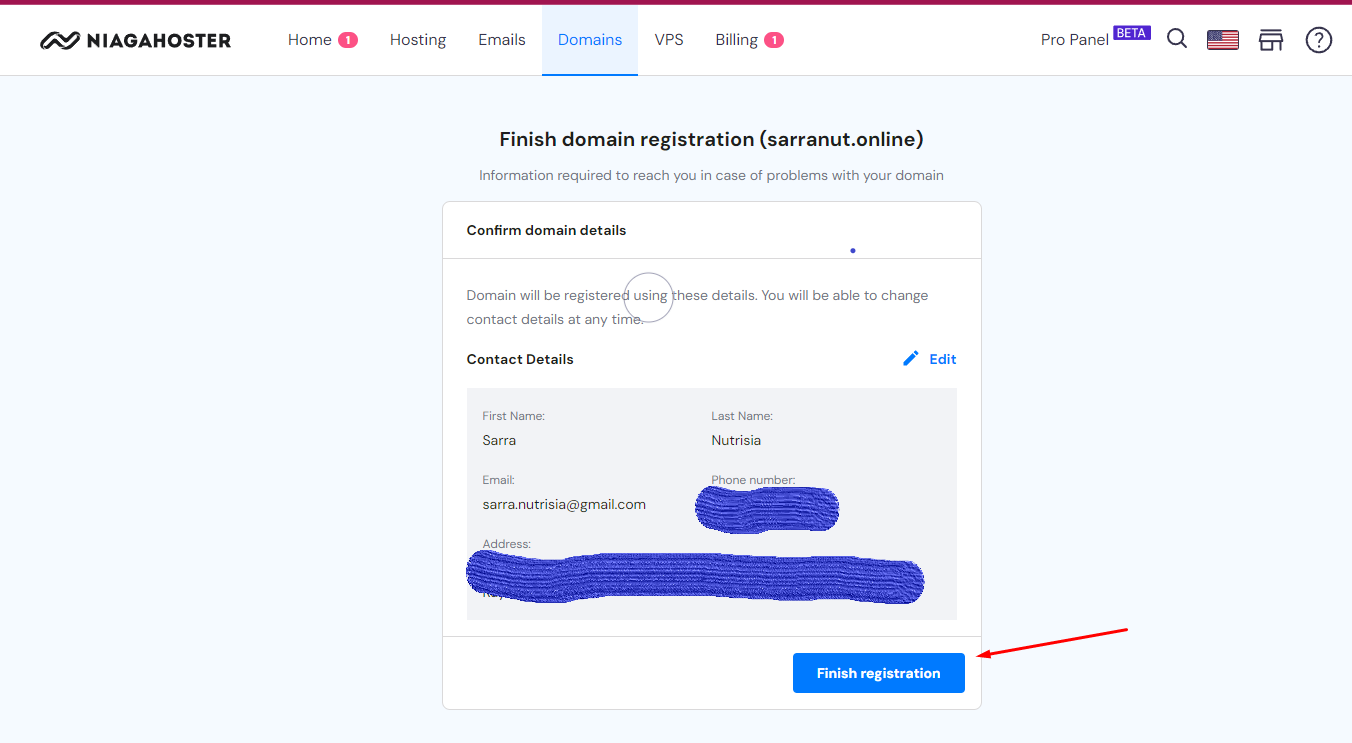 NIAGAHOSTER
Home 1 Hosting Emails Domains VPS Billing 1 Pro Panel BETA ?
Finish domain registration (sarranut.online)
Information required to reach you in case of problems with your domain
Confirm domain details
Domain will be registered using these details. You will be able to change
contact details at any time.
Contact Details Edit
First Name: Last Name:
Sarra Nutrisia
Email: Phone number:
sarra.nutrisia@gmail.com
Address:
Finish registration